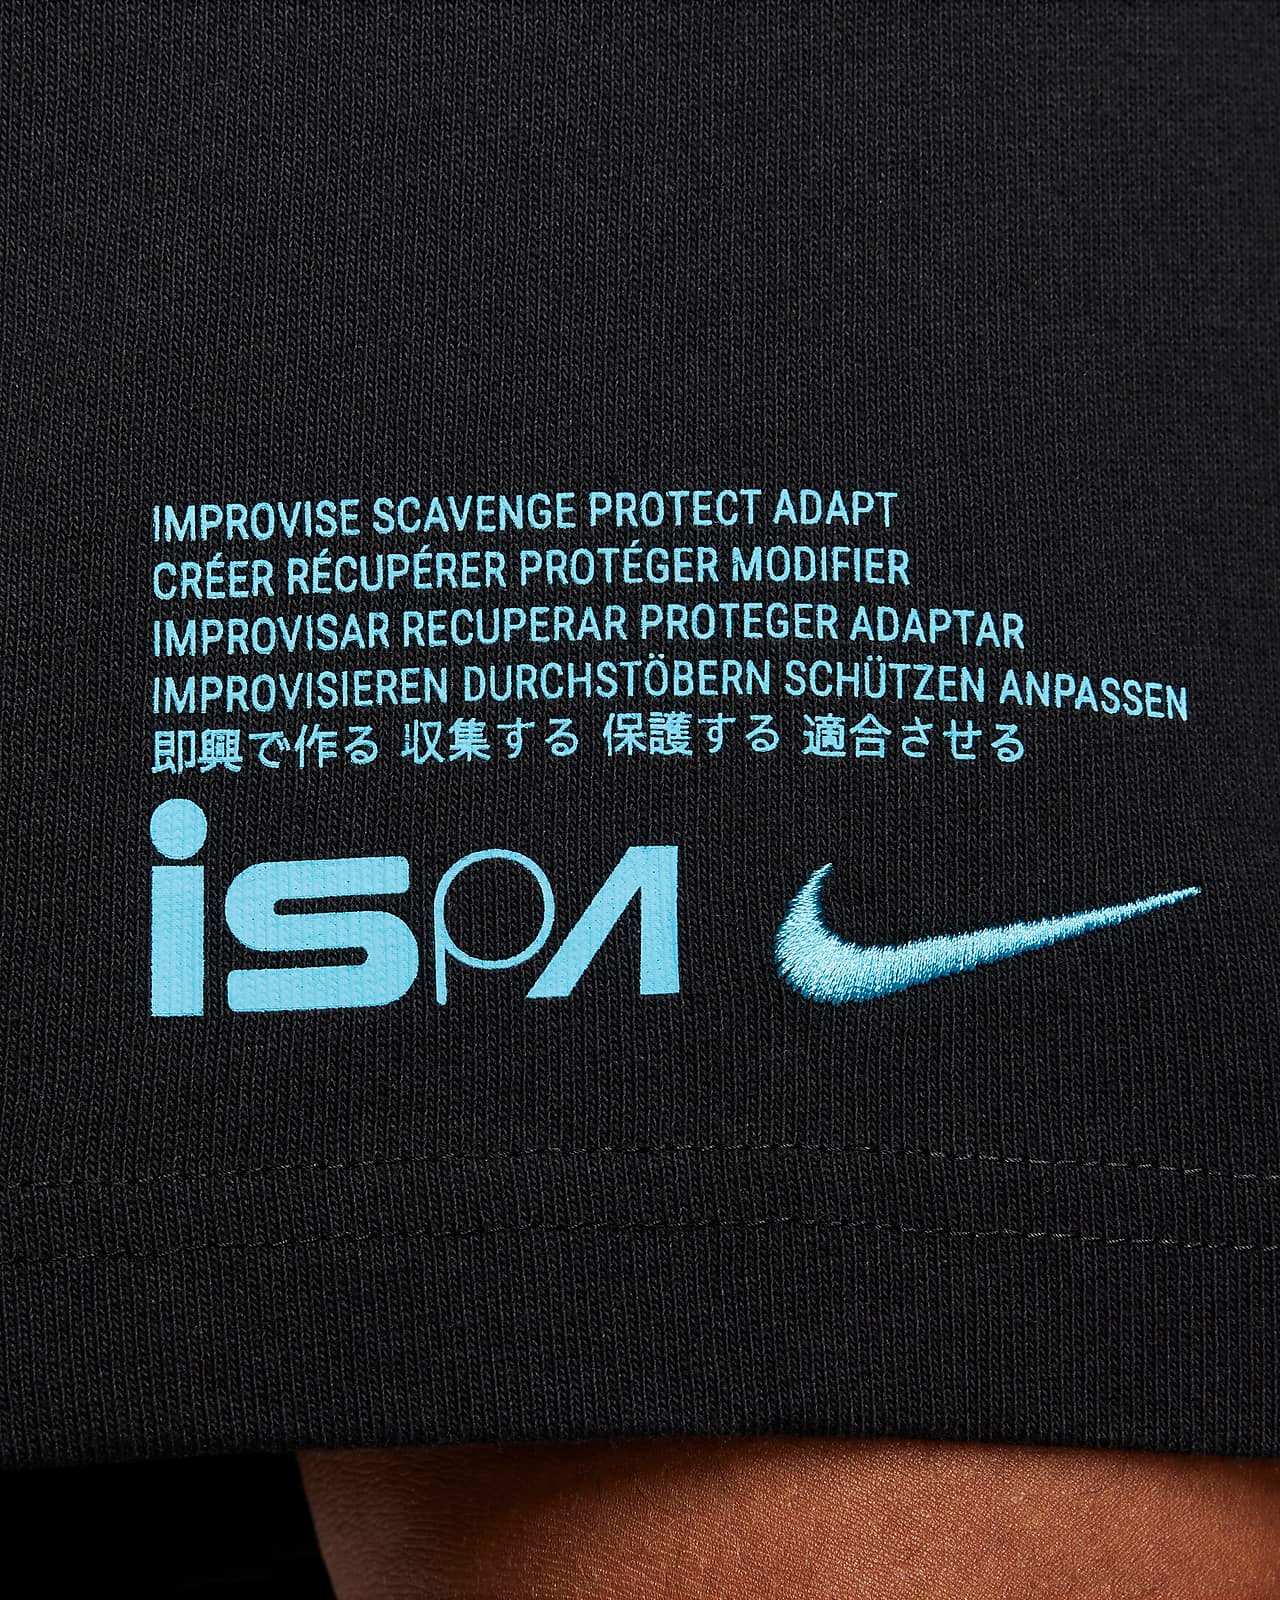 IMPROVISE SCAVENGE PROTECT ADAPT
CRÉER RÉCUPÉRER PROTÉGER MODIFIER
IMPROVISAR RECUPERAR PROTEGER ADAPTAR
IMPROVISIEREN DURCHSTÖBERN SCHÜTZEN ANPASSEN
即興で作る 収集する 保護する 適合させる
iSPA